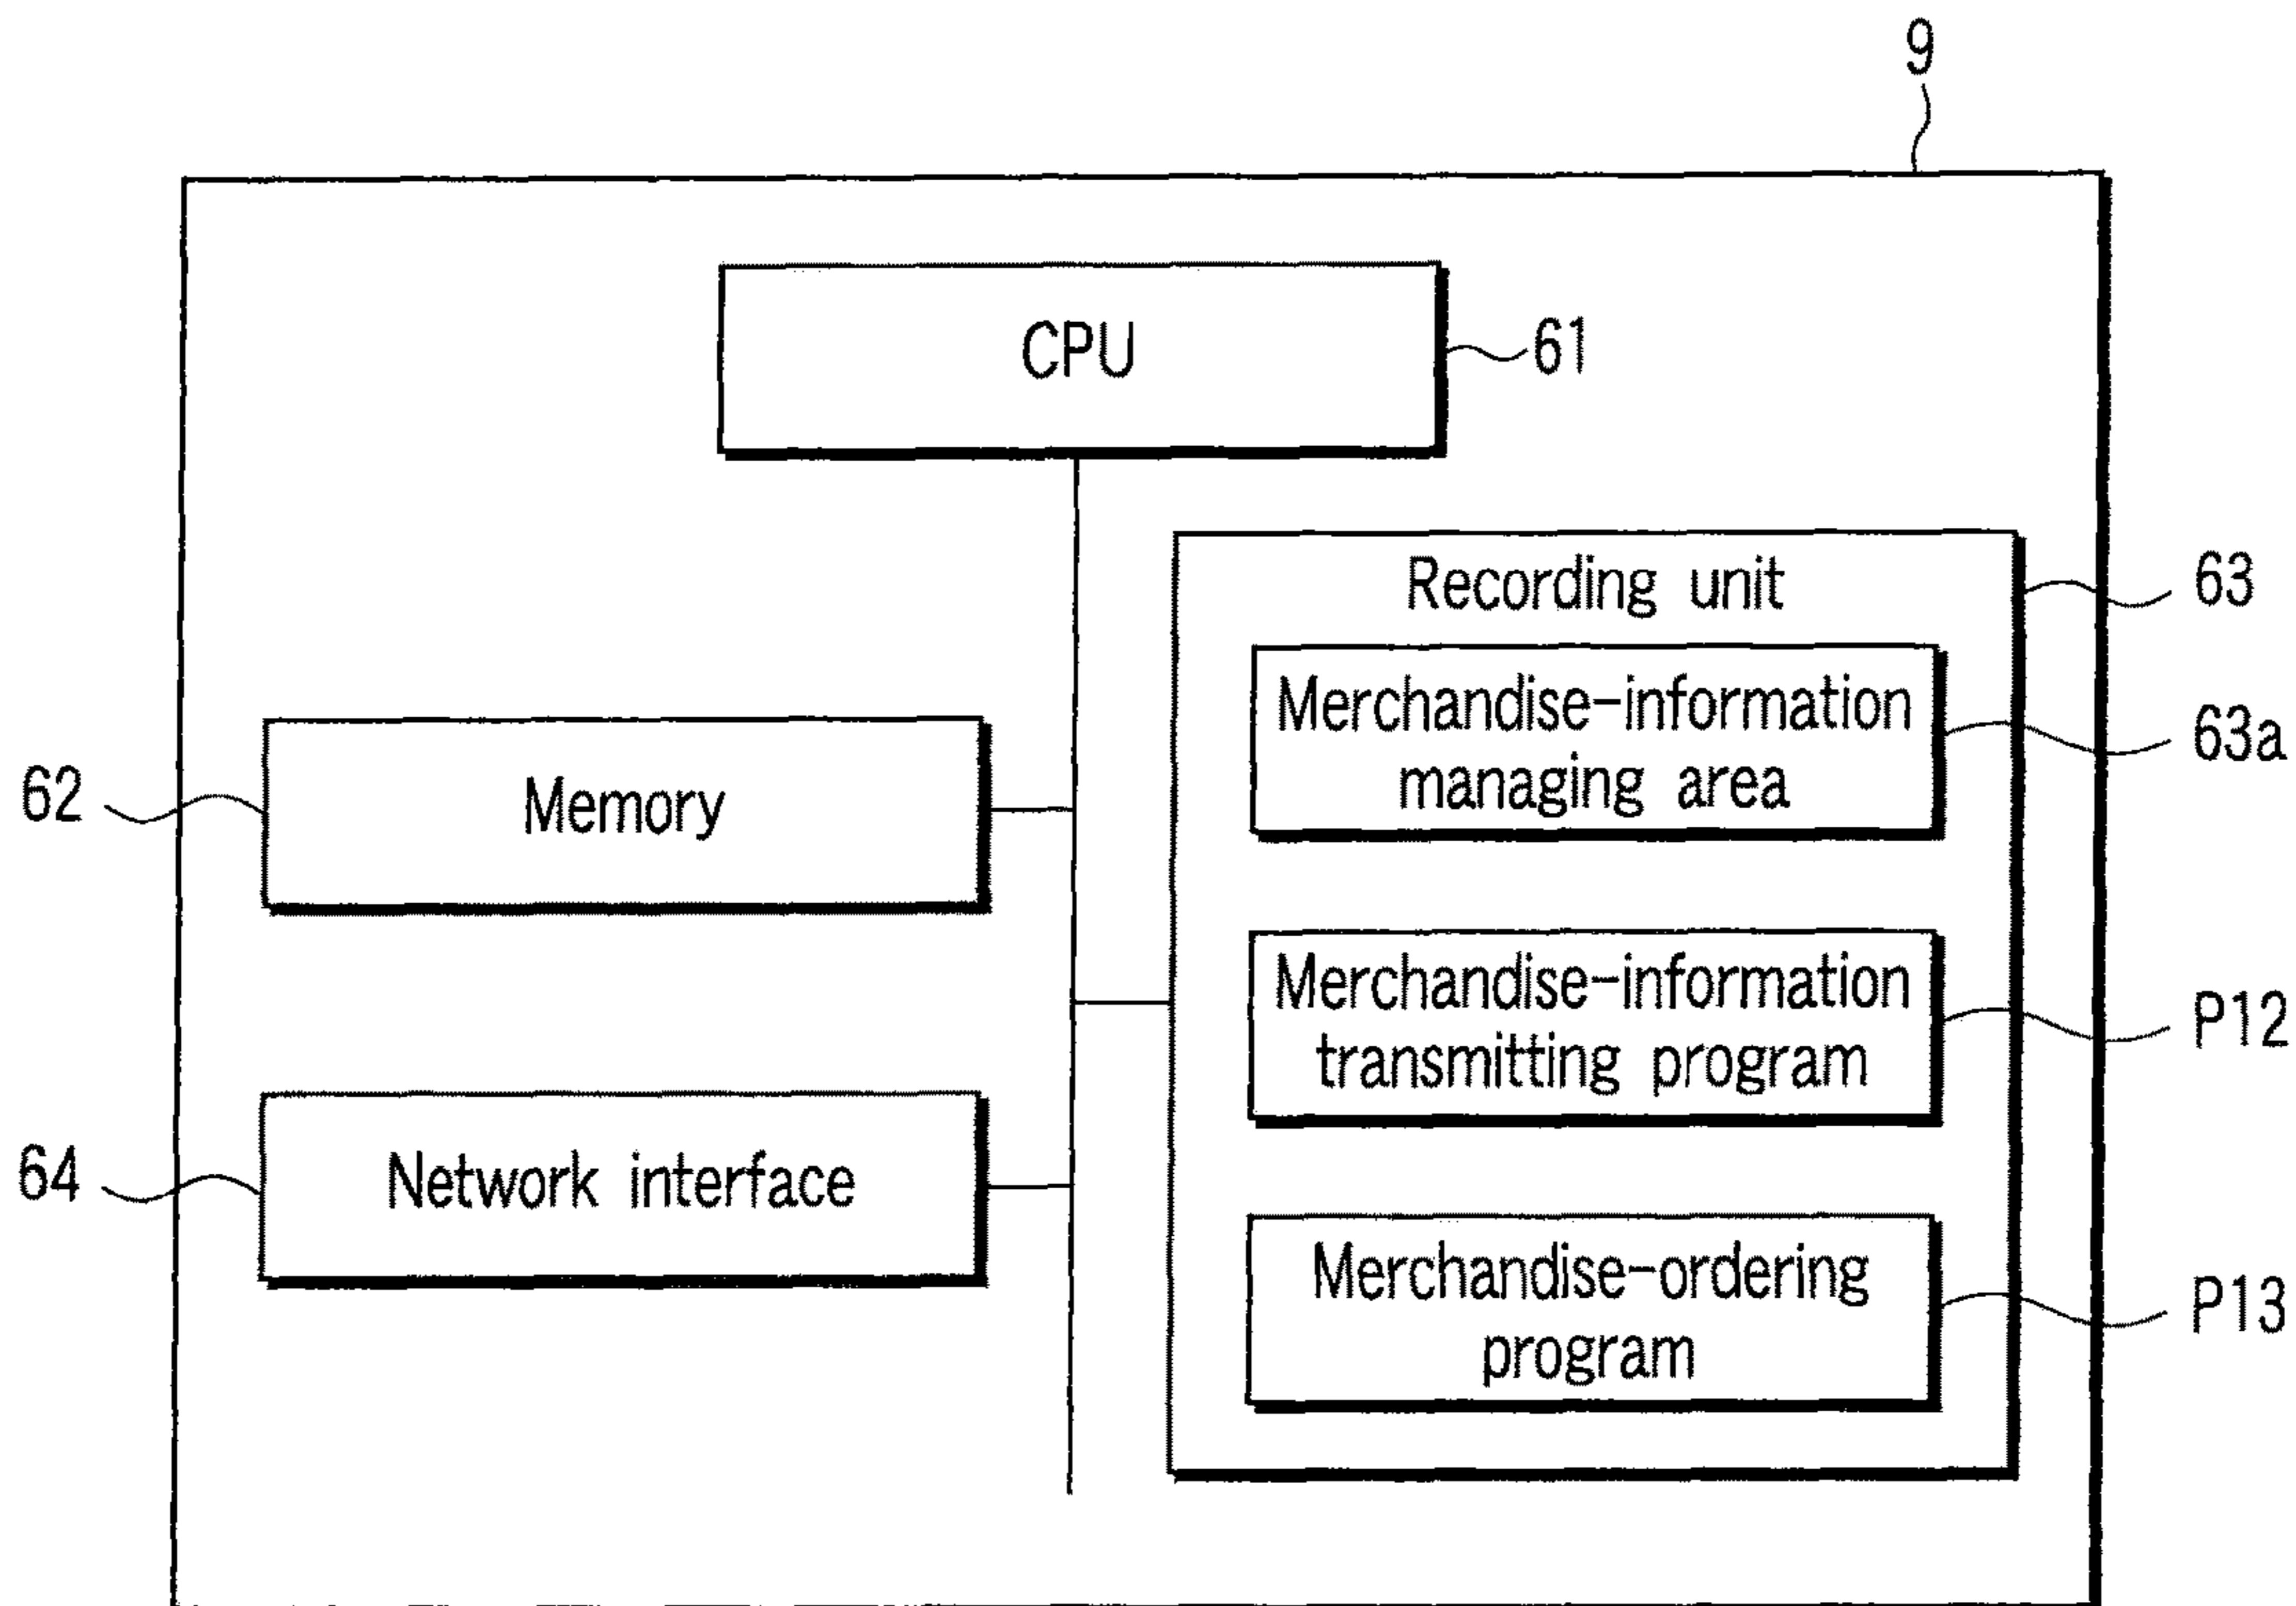 9
CPU
61
Recording unit
63
Merchandise-information
managing area
63a
62
Memory
Merchandise-information
transmitting program
P12
64
Network interface
Merchandise-ordering
program
P13